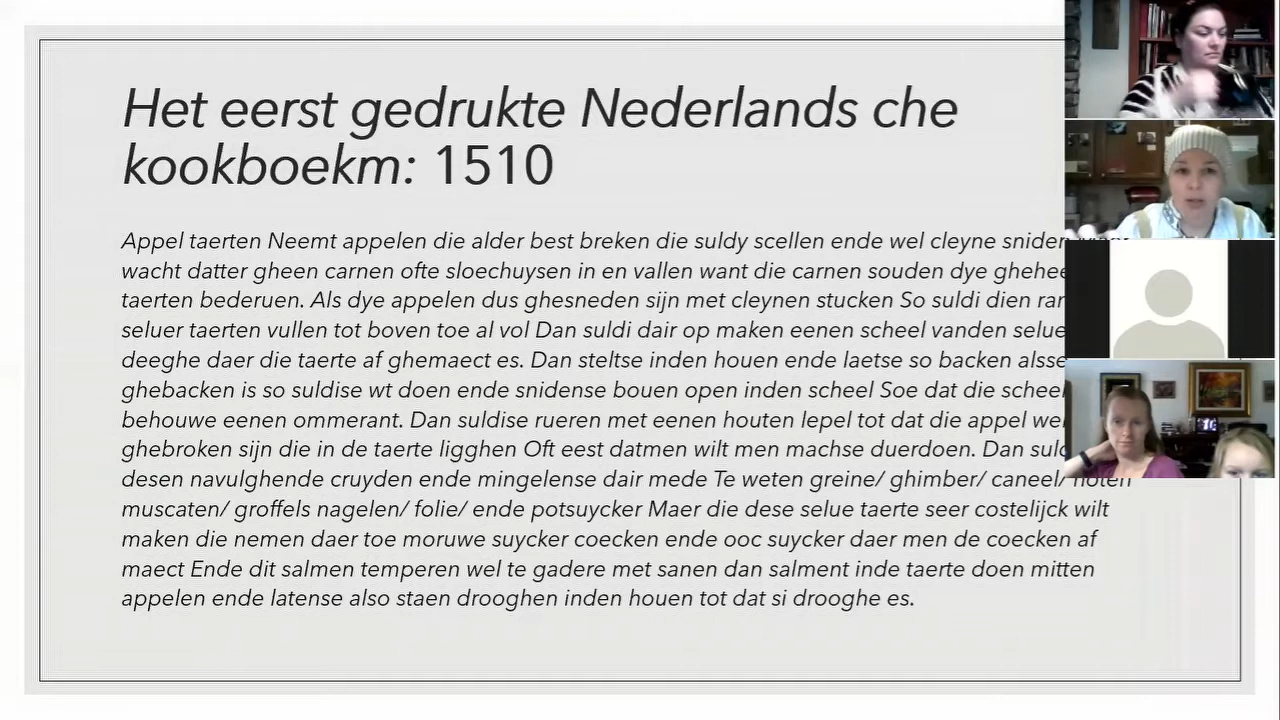 Het eerst gedrukte Nederlands che
kookboekm: 1510
Appel taerten Neemt appelen die alder best breken die suldy scellen ende wel cleyne sniden
wacht datter gheen carnen ofte sloechuysen in en vallen want die carnen souden dye
taerten bederuen. Als dye appelen dus ghesneden sijn met cleynen stucken So suldi dien
seluer taerten vullen tot boven toe al vol Dan suldi dair op maken eenen scheel vanden
deeghe daer die taerte af ghemaect es. Dan steltse inden houen ende laetse so backen
ghebacken is so suldise wt doen ende snidense bouen open inden scheel Soe dat die
behouwe eenen ommerant. Dan suldise rueren met eenen houten lepel tot dat die appel
ghebroken sijn die in de taerte ligghen Oft eest datmen wilt men machse duerdoen. Dan
desen navulghende cruyden ende mingelense dair mede Te weten greine/ ghimber/ caneel/ noten
muscaten/ groffels nagelen/ folie/ ende potsuycker Maer die dese selue taerte seer costelijck wilt
maken die nemen daer toe moruwe suycker coecken ende ooc suycker daer men de coecken af
maect Ende dit salmen temperen wel te gadere met sanen dan salment inde taerte doen mitten
appelen ende latense also staen drooghen inden houen tot dat si drooghe es.